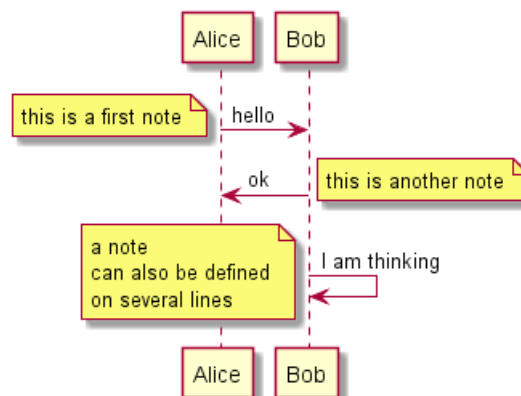 Alice
Bob
this is a first note
hello
ok
this is another note
a note
can also be defined
on several lines
I am thinking
Alice
Bob